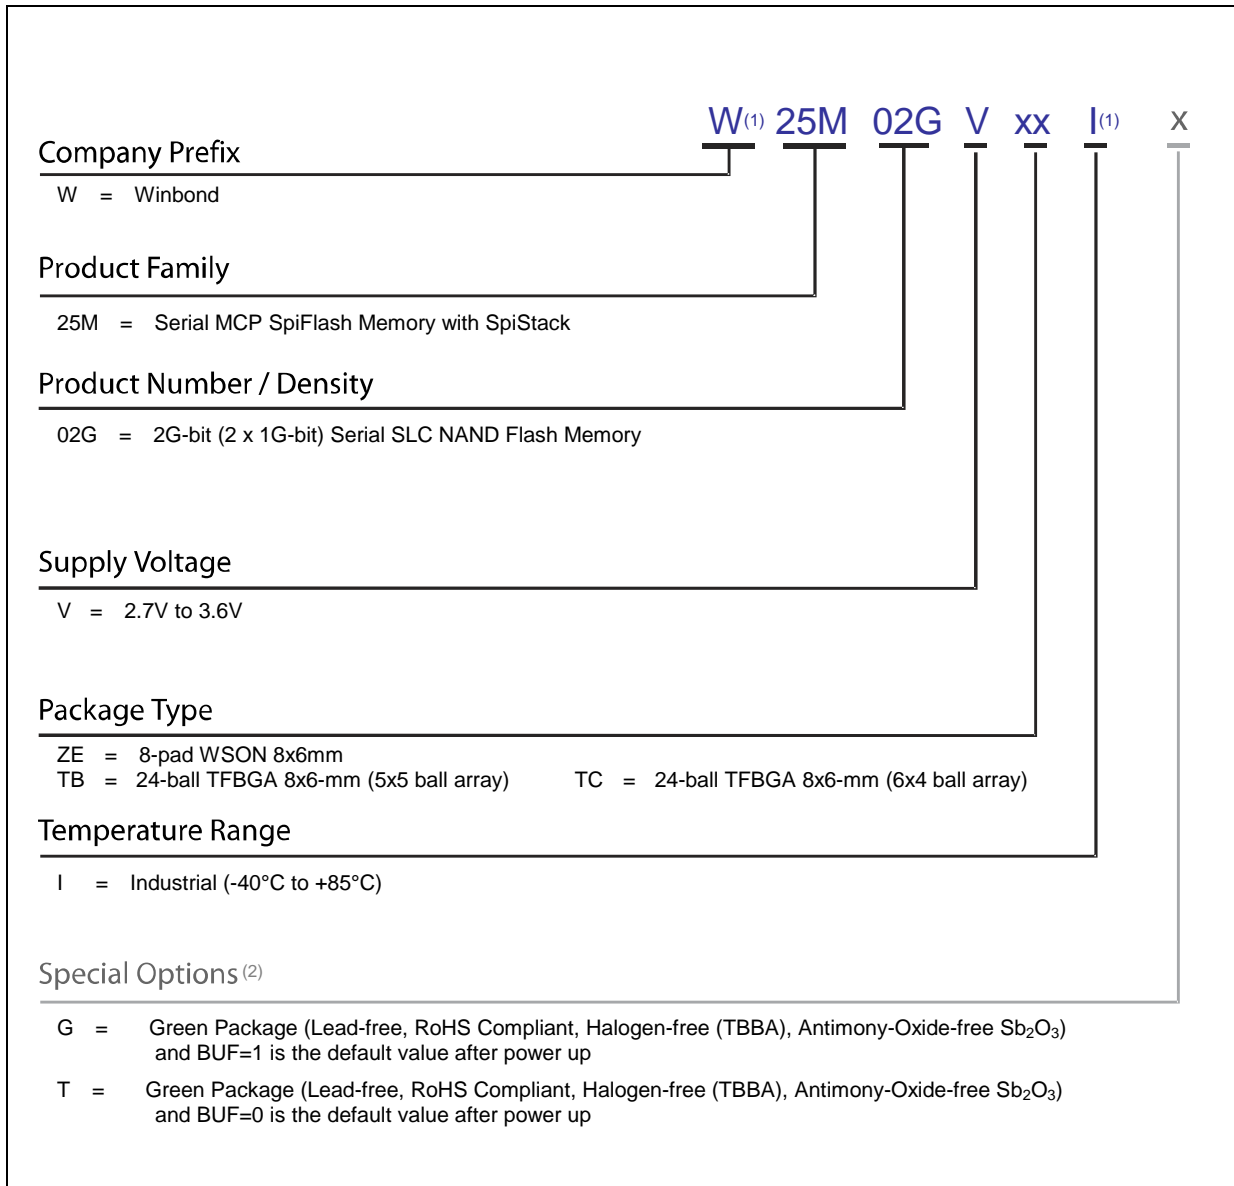 W(1) 25M 02G V xx I(1) x
Company Prefix
W = Winbond
Product Family
25M = Serial MCP SpiFlash Memory with SpiStack
Product Number / Density
02G = 2G-bit (2 x 1G-bit) Serial SLC NAND Flash Memory
Supply Voltage
V = 2.7V to 3.6V
Package Type
ZE = 8-pad WSON 8x6mm
TB = 24-ball TFBGA 8x6-mm (5x5 ball array) TC = 24-ball TFBGA 8x6-mm (6x4 ball array)
Temperature Range
I = Industrial (-40°C to +85°C)
Special Options (2)
G = Green Package (Lead-free, RoHS Compliant, Halogen-free (TBBA), Antimony-Oxide-free Sb₂O₃)
and BUF=1 is the default value after power up
T = Green Package (Lead-free, RoHS Compliant, Halogen-free (TBBA), Antimony-Oxide-free Sb₂O₃)
and BUF=0 is the default value after power up